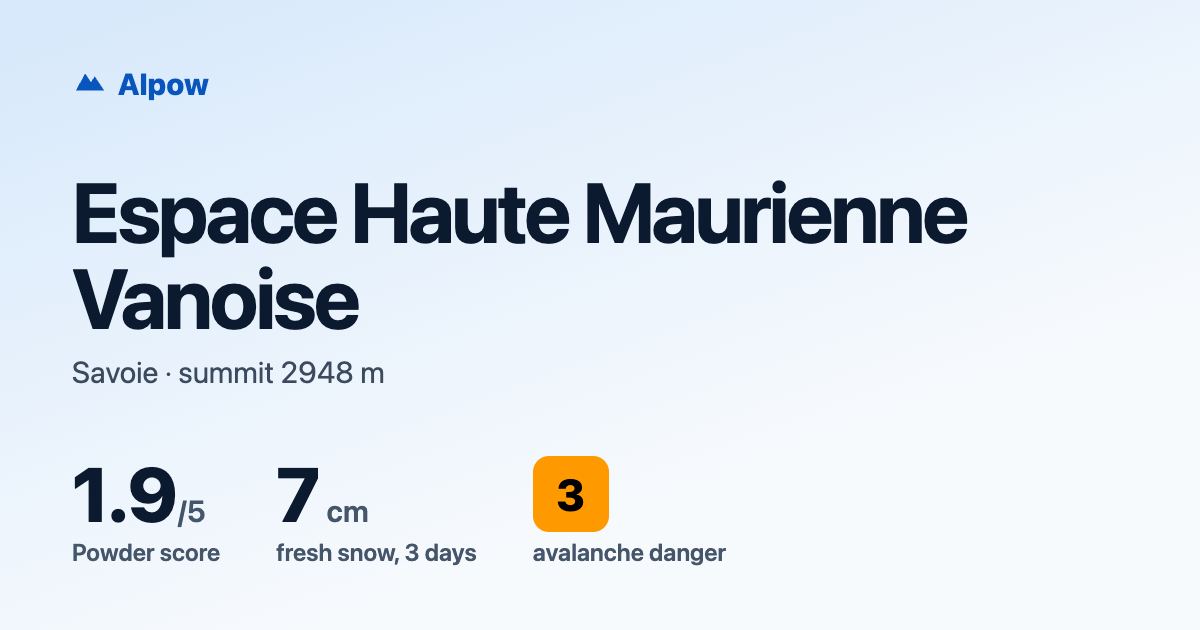 Alpow
Espace Haute Maurienne
Vanoise
Savoie · summit 2948 m
1.9/5
Powder score
7 cm
fresh snow, 3 days
3
avalanche danger